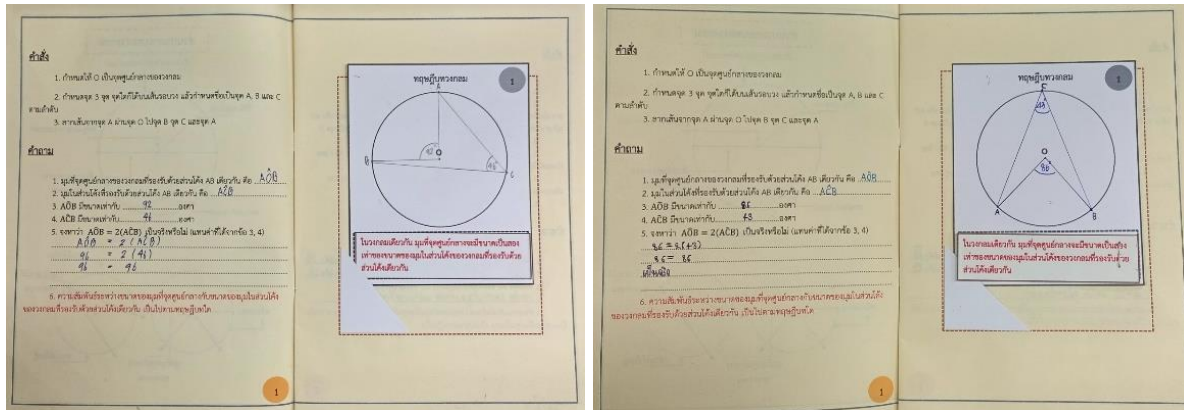 คำสั่ง
1. กำหนดให้ O เป็นจุดศูนย์กลางของวงกลม
2. กำหนดจุด 3 จุด จุดใดก็ได้บนเส้นรอบวง แล้วกำหนดชื่อเป็นจุด A, B และ C
ตามลำดับ
3. ลากเส้นจากจุด A ผ่านจุด O ไปจุด B จุด C และจุด A
คำถาม
1. มุมที่จุดศูนย์กลางของวงกลมที่รองรับด้วยส่วนโค้ง AB เดียวกัน คือ AÔB
2. มุมในส่วนโค้งที่รองรับด้วยส่วนโค้ง AB เดียวกัน คือ AĈB
3. AÔB มีขนาดเท่ากับ 92 องศา
4. AĈB มีขนาดเท่ากับ 46 องศา
5. จงหาว่า AÔB = 2(AĈB) เป็นจริงหรือไม่ (แทนค่าที่ได้จากข้อ 3, 4)
AÔB = 2 (AĈB)
= 2 (46)
6. ความสัมพันธ์ระหว่างขนาดของมุมที่จุดศูนย์กลางกับขนาดของมุมในส่วนโค้ง
ของวงกลมที่รองรับด้วยส่วนโค้งเดียวกัน เป็นไปตามทฤษฎีบทใด
1
ทฤษฎีบทวงกลม
1
A
92
O
B
46
C
ในวงกลมเดียวกัน มุมที่จุดศูนย์กลางจะมีขนาดเป็นสอง
เท่าของขนาดของมุมในส่วนโค้งของวงกลมที่รองรับด้วย
ส่วนโค้งเดียวกัน
คำสั่ง
1. กำหนดให้ O เป็นจุดศูนย์กลางของวงกลม
2. กำหนดจุด 3 จุด จุดใดก็ได้บนเส้นรอบวง แล้วกำหนดชื่อเป็นจุด A, B และ C
ตามลำดับ
3. ลากเส้นจากจุด A ผ่านจุด O ไปจุด B จุด C และจุด A
คำถาม
1. มุมที่จุดศูนย์กลางของวงกลมที่รองรับด้วยส่วนโค้ง AB เดียวกัน คือ AÔB
2. มุมในส่วนโค้งที่รองรับด้วยส่วนโค้ง AB เดียวกัน คือ AĈB
3. AÔB มีขนาดเท่ากับ 86 องศา
4. AĈB มีขนาดเท่ากับ 43 องศา
5. จงหาว่า AÔB = 2(AĈB) เป็นจริงหรือไม่ (แทนค่าที่ได้จากข้อ 3, 4)
86 = 2(43)
86 = 86
เป็นจริง
6. ความสัมพันธ์ระหว่างขนาดของมุมที่จุดศูนย์กลางกับขนาดของมุมในส่วนโค้ง
ของวงกลมที่รองรับด้วยส่วนโค้งเดียวกัน เป็นไปตามทฤษฎีบทใด
1
ทฤษฎีบทวงกลม
1
C
43
O
86
A
B
ในวงกลมเดียวกัน มุมที่จุดศูนย์กลางจะมีขนาดเป็นสอง
เท่าของขนาดของมุมในส่วนโค้งของวงกลมที่รองรับด้วย
ส่วนโค้งเดียวกัน